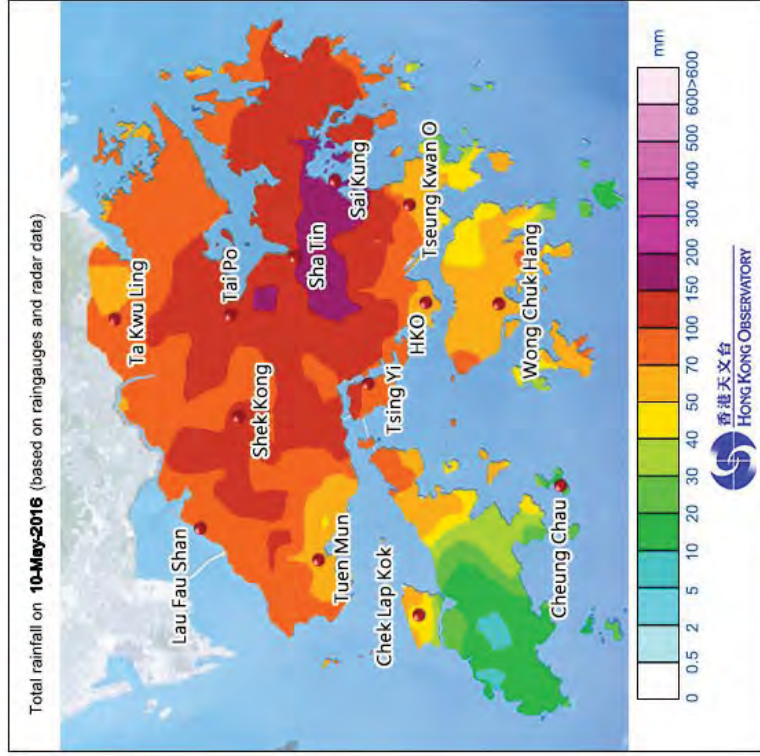 Total rainfall on 10-May-2016 (based on raingauges and radar data)
Ta Kwu Ling
Lau Fau Shan
Tai Po
Shek Kong
Sha Tin
Sai Kung
Tuen Mun
Tsing Yi
Tseung Kwan O
HKO
Chek Lap Kok
Wong Chuk Hang
Cheung Chau
mm
0 0.5 2 5 10 20 30 40 50 70 100 150 200 300 400 500 600 >600
香港天文台
HONG KONG OBSERVATORY